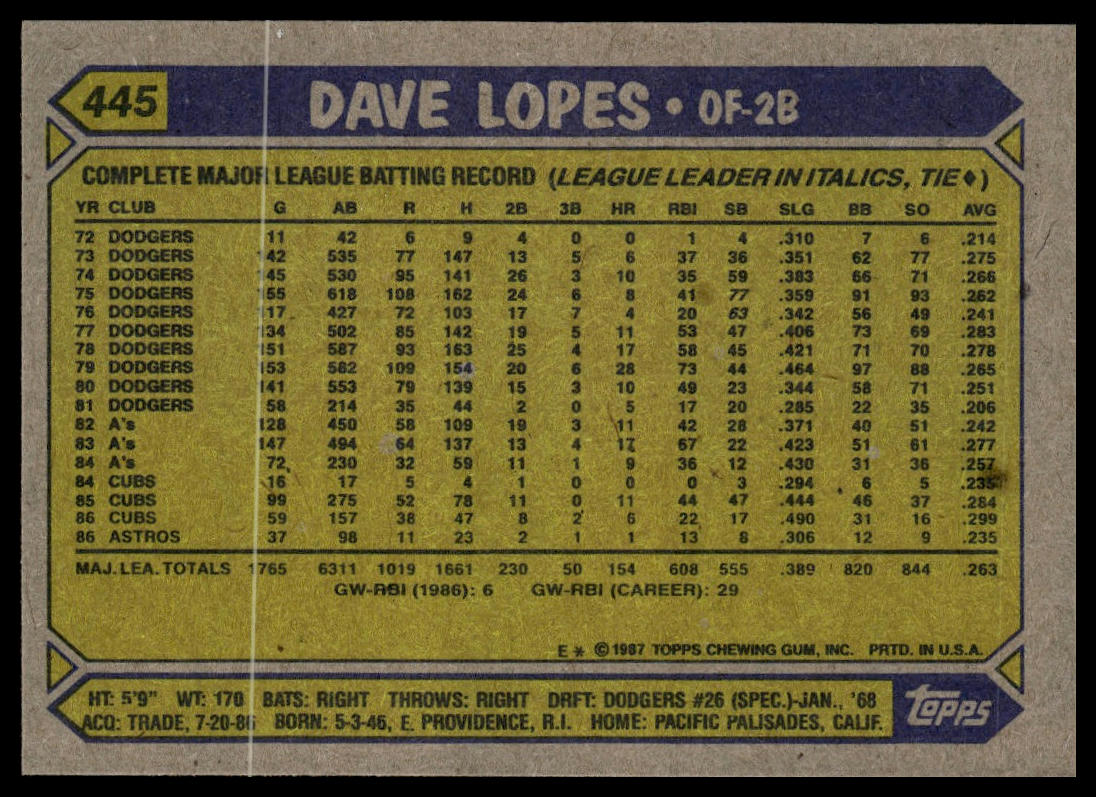 445 DAVE LOPES • OF-2B
COMPLETE MAJOR LEAGUE BATTING RECORD (LEAGUE LEADER IN ITALICS, TIE♦)
YR CLUB G AB R H 2B 3B HR RBI SB SLG BB SO AVG
72 DODGERS 11 42 6 9 4 0 0 1 4 .310 7 6 .214
73 DODGERS 142 535 77 147 13 5 6 37 36 .351 62 77 .275
74 DODGERS 145 530 95 141 26 3 10 35 59 .383 66 71 .266
75 DODGERS 155 618 108 162 24 6 8 41 77 .359 91 93 .262
76 DODGERS 117 427 72 103 17 7 4 20 63 .342 56 49 .241
77 DODGERS 134 502 85 142 19 5 11 53 47 .406 73 69 .283
78 DODGERS 151 587 93 163 25 4 17 58 45 .421 71 70 .278
79 DODGERS 153 582 109 154 20 6 28 73 44 .464 97 88 .265
80 DODGERS 141 553 79 139 15 3 10 49 23 .344 58 71 .251
81 DODGERS 58 214 35 44 2 0 5 17 20 .285 22 35 .206
82 A's 128 450 58 109 19 3 11 42 28 .371 40 51 .242
83 A's 147 494 64 137 13 4 17 67 22 .423 51 61 .277
84 A's 72 230 32 59 11 1 9 36 12 .430 31 36 .257
84 CUBS 16 17 5 4 1 0 0 0 3 .294 6 5 .235
85 CUBS 99 275 52 78 11 0 11 44 47 .444 46 37 .284
86 CUBS 59 157 38 47 8 2 6 22 17 .490 31 16 .299
86 ASTROS 37 98 11 23 2 1 1 13 8 .306 12 9 .235
MAJ. LEA. TOTALS 1765 6311 1019 1661 230 50 154 608 555 .389 820 844 .263
GW-RBI (1986): 6 GW-RBI (CAREER): 29
E * ©1987 TOPPS CHEWING GUM, INC. PRTD. IN U.S.A.
HT: 5'9" WT: 170 BATS: RIGHT THROWS: RIGHT DRFT: DODGERS #26 (SPEC.)-JAN., '68
ACQ: TRADE, 7-20-86 BORN: 5-3-46, E. PROVIDENCE, R.I. HOME: PACIFIC PALISADES, CALIF.
Topps